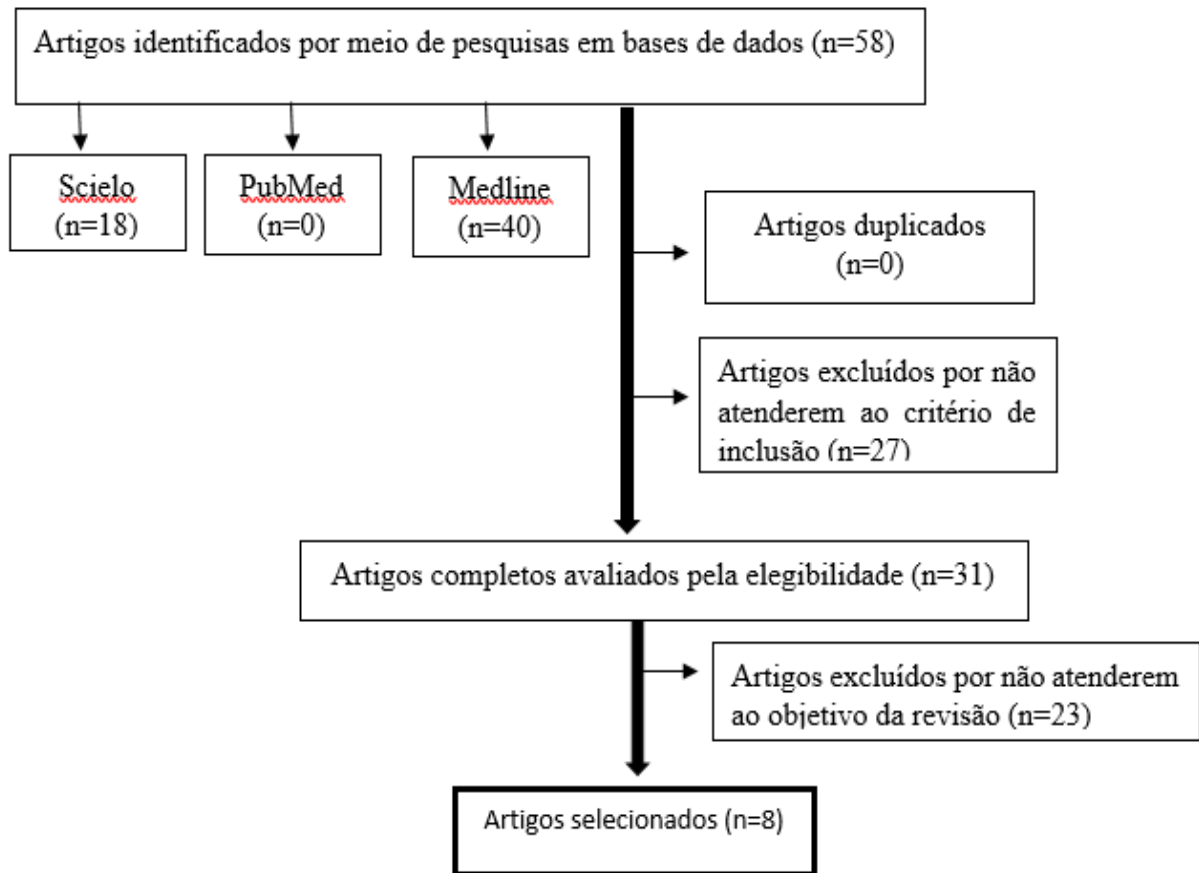 Artigos identificados por meio de pesquisas em bases de dados (n=58)
Scielo
(n=18)
PubMed
(n=0)
Medline
(n=40)
Artigos duplicados
(n=0)
Artigos excluídos por não
atenderem ao critério de
inclusão (n=27)
Artigos completos avaliados pela elegibilidade (n=31)
Artigos excluídos por não atenderem
ao objetivo da revisão (n=23)
Artigos selecionados (n=8)